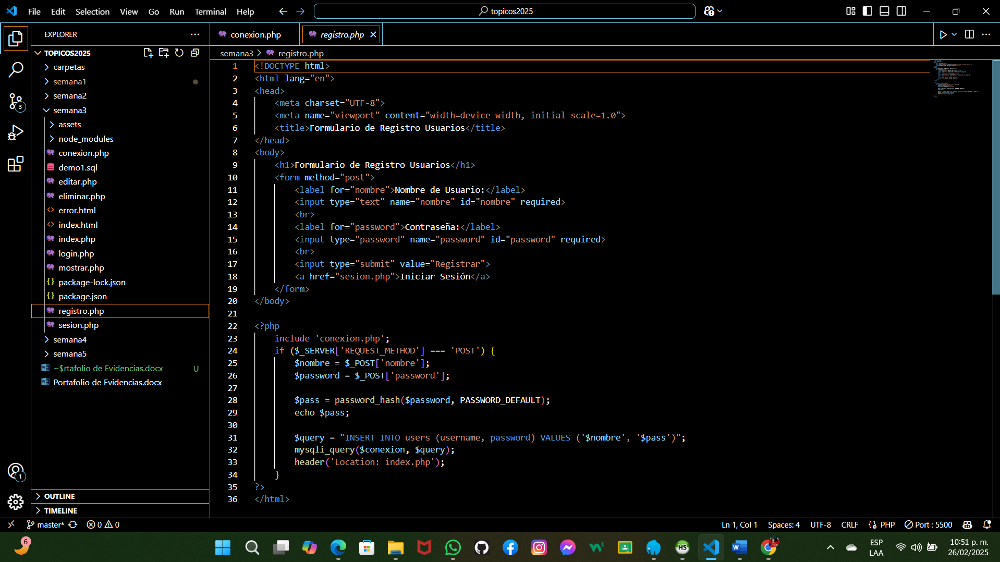 File Edit Selection View Go Run Terminal Help
topicos2025
EXPLORER
TOPICOS2025
carpetas
semana1
semana2
semana3
assets
node_modules
conexion.php
demo1.sql
editar.php
eliminar.php
error.html
index.html
index.php
login.php
mostrar.php
package-lock.json
package.json
registro.php
sesion.php
semana4
semana5
~$rtafolio de Evidencias.docx U
Portafolio de Evidencias.docx
OUTLINE
TIMELINE
3
1
conexion.php registro.php
semana3 > registro.php
1 <!DOCTYPE html>
2 <html lang="en">
3 <head>
4 <meta charset="UTF-8">
5 <meta name="viewport" content="width=device-width, initial-scale=1.0">
6 <title>Formulario de Registro Usuarios</title>
7 </head>
8 <body>
9 <h1>Formulario de Registro Usuarios</h1>
10 <form method="post">
11 <label for="nombre">Nombre de Usuario:</label>
12 <input type="text" name="nombre" id="nombre" required>
13 <br>
14 <label for="password">Contraseña:</label>
15 <input type="password" name="password" id="password" required>
16 <br>
17 <input type="submit" value="Registrar">
18 <a href="sesion.php">Iniciar Sesión</a>
19 </form>
20 </body>
21
22 <?php
23 include 'conexion.php';
24 if ($_SERVER['REQUEST_METHOD'] === 'POST') {
25 $nombre = $_POST['nombre'];
26 $password = $_POST['password'];
27
28 $pass = password_hash($password, PASSWORD_DEFAULT);
29 echo $pass;
30
31 $query = "INSERT INTO users (username, password) VALUES ('$nombre', '$pass')";
32 mysqli_query($conexion, $query);
33 header('Location: index.php');
34 }
35 ?>
36 </html>
master* 0 0 Ln 1, Col 1 Spaces: 4 UTF-8 CRLF PHP Port : 5500
6
W3
HS
W
ESP
LAA
10:51 p. m.
26/02/2025